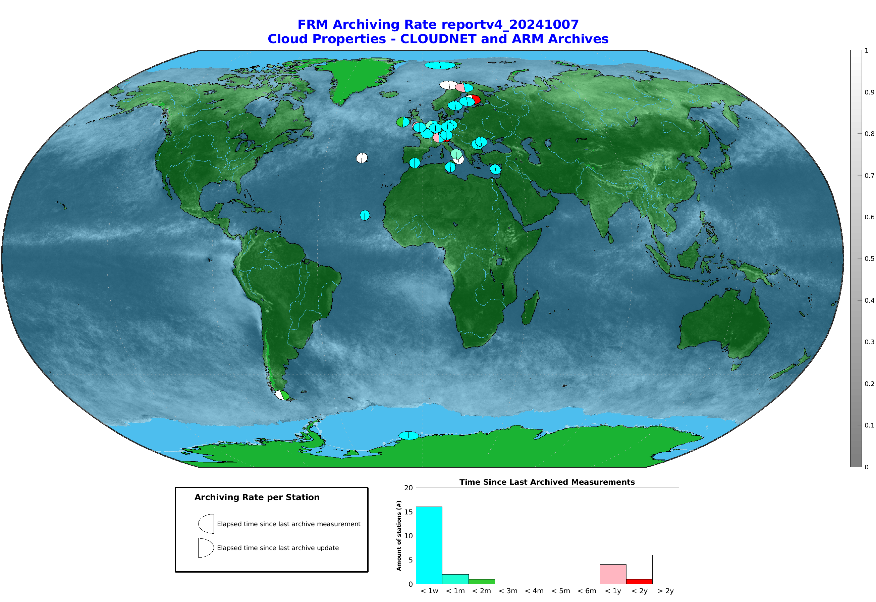 FRM Archiving Rate reportv4_20241007
Cloud Properties - CLOUDNET and ARM Archives
1
0.9
0.8
0.7
0.6
0.5
0.4
0.3
0.2
0.1
0
Archiving Rate per Station
Elapsed time since last archive measurement
Elapsed time since last archive update
Time Since Last Archived Measurements
Amount of stations (#)
20
15
10
5
0
< 1w < 1m < 2m < 3m < 4m < 5m < 6m < 1y < 2y > 2y